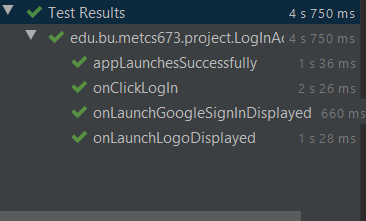 Test Results 4 s 750 ms
edu.bu.metcs673.project.LogInAc 4 s 750 ms
appLaunchesSuccessfully 1 s 36 ms
onClickLogIn 2 s 26 ms
onLaunchGoogleSignInDisplayed 660 ms
onLaunchLogoDisplayed 1 s 28 ms